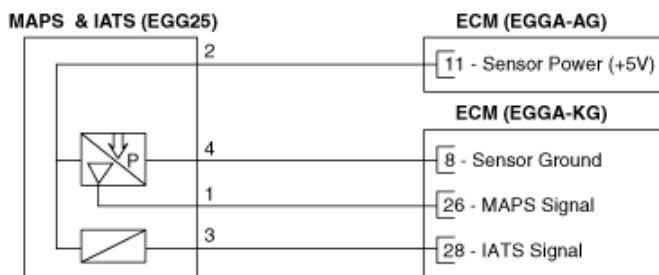 MAPS & IATS (EGG25)
ECM (EGGA-AG)
2
11 - Sensor Power (+5V)
ECM (EGGA-KG)
P
4
8 - Sensor Ground
1
26 - MAPS Signal
3
28 - IATS Signal